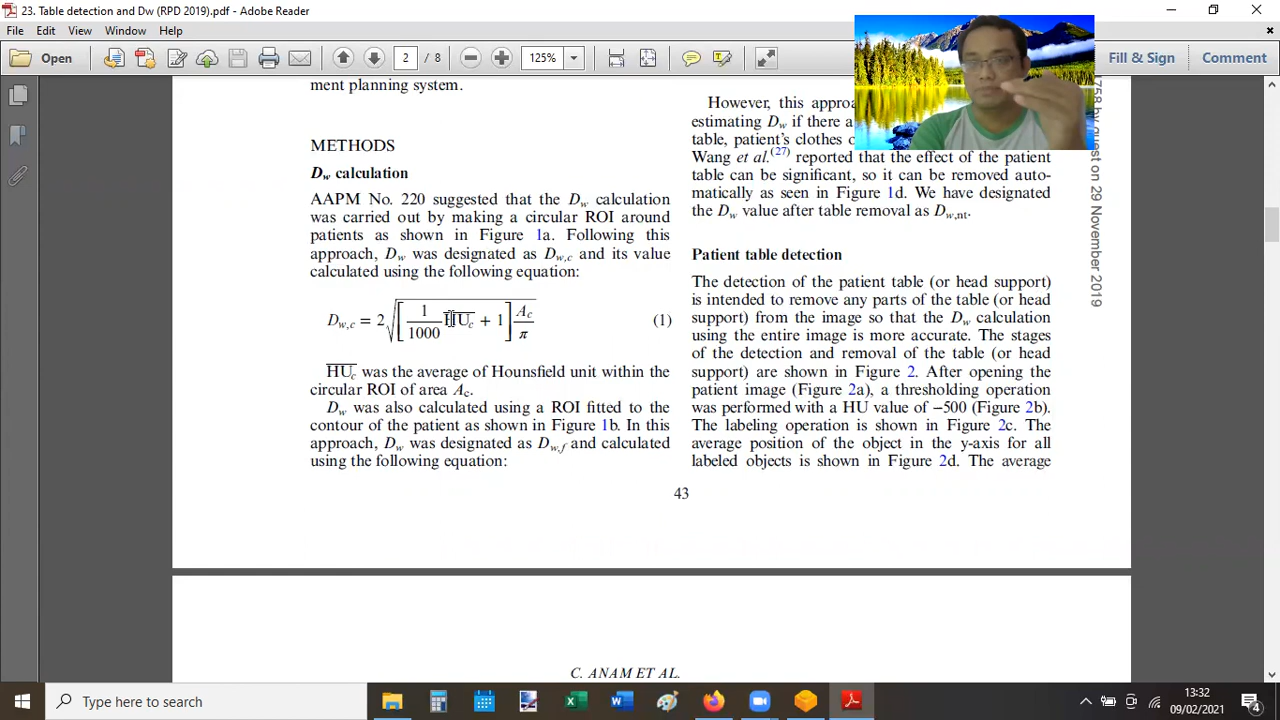 23. Table detection and Dw (RPD 2019).pdf - Adobe Reader
File Edit View Window Help
Open 2 / 8 125% Fill & Sign Comment
ment planning system.
METHODS
Dw calculation
AAPM No. 220 suggested that the Dw calculation
was carried out by making a circular ROI around
patients as shown in Figure 1a. Following this
approach, Dw was designated as Dw,c and its value
calculated using the following equation:
Dw,c = 2√[1/1000 HUc + 1] Ac/π (1)
HUc was the average of Hounsfield unit within the
circular ROI of area Ac.
Dw was also calculated using a ROI fitted to the
contour of the patient as shown in Figure 1b. In this
approach, Dw was designated as Dw,f and calculated
using the following equation:
However, this approa
estimating Dw if there a
table, patient's clothes o
Wang et al.(27) reported that the effect of the patient
table can be significant, so it can be removed auto-
matically as seen in Figure 1d. We have designated
the Dw value after table removal as Dw,nt.
Patient table detection
The detection of the patient table (or head support)
is intended to remove any parts of the table (or head
support) from the image so that the Dw calculation
using the entire image is more accurate. The stages
of the detection and removal of the table (or head
support) are shown in Figure 2. After opening the
patient image (Figure 2a), a thresholding operation
was performed with a HU value of −500 (Figure 2b).
The labeling operation is shown in Figure 2c. The
average position of the object in the y-axis for all
labeled objects is shown in Figure 2d. The average
758 by guest on 29 November 2019
43
C. ANAM ET AL.
Type here to search
13:32
09/02/2021
4